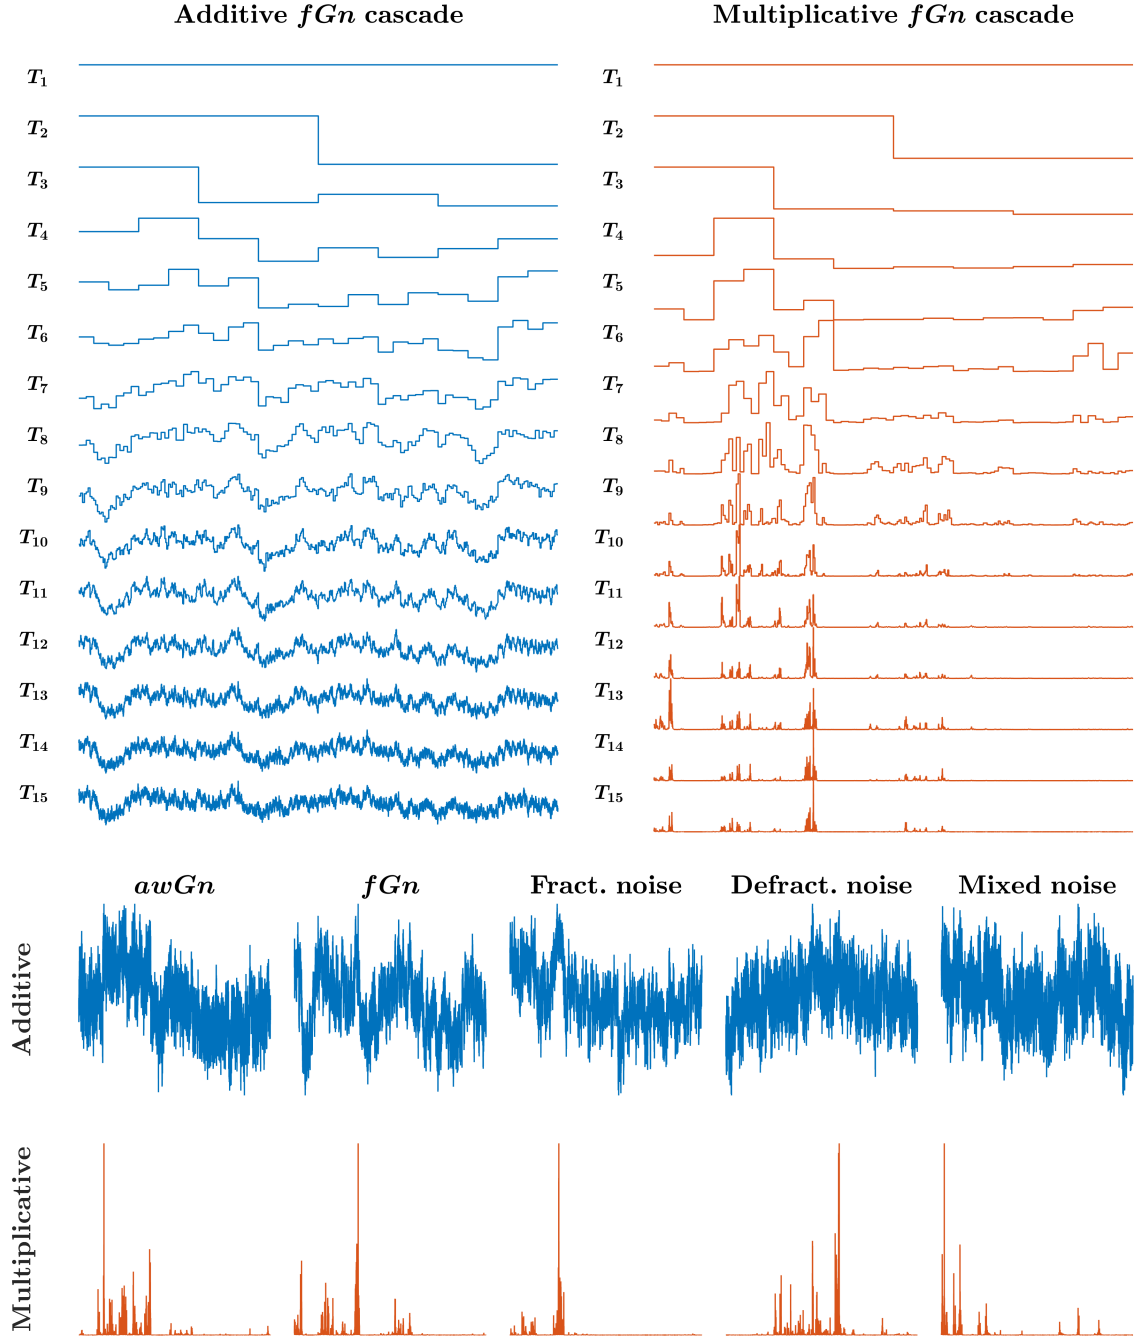 Additive fGn cascade
Multiplicative fGn cascade
T1
T2
T3
T4
T5
T6
T7
T8
T9
T10
T11
T12
T13
T14
T15
T1
T2
T3
T4
T5
T6
T7
T8
T9
T10
T11
T12
T13
T14
T15
awGn
fGn
Fract. noise
Defract. noise
Mixed noise
Additive
Multiplicative